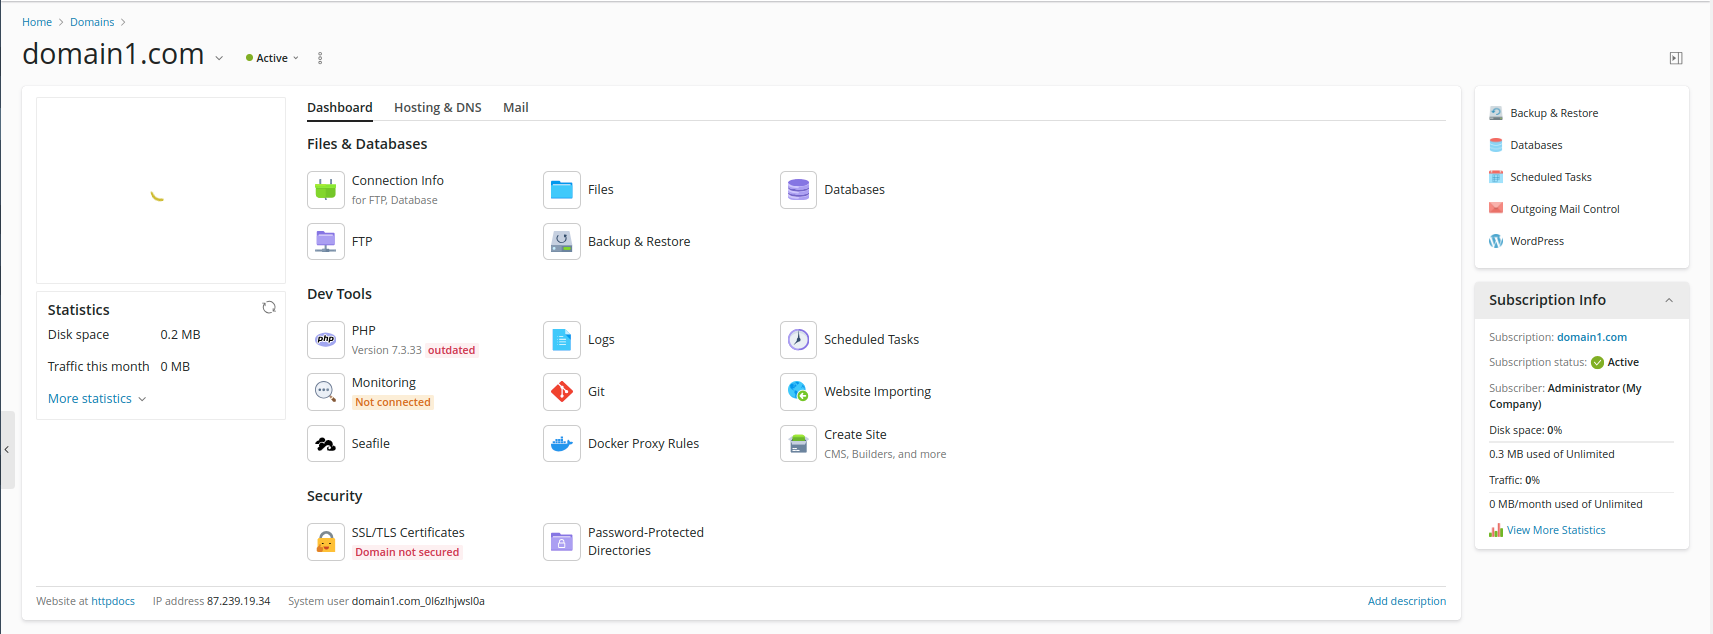 Home > Domains >
domain1.com
Active
Dashboard
Hosting & DNS
Mail
Files & Databases
Connection Info
for FTP, Database
Files
Databases
FTP
Backup & Restore
Dev Tools
php
PHP
Version 7.3.33 outdated
Logs
Scheduled Tasks
Monitoring
Not connected
Git
Website Importing
Seafile
Docker Proxy Rules
Create Site
CMS, Builders, and more
Security
SSL/TLS Certificates
Domain not secured
Password-Protected
Directories
Statistics
Disk space 0.2 MB
Traffic this month 0 MB
More statistics
Website at httpdocs
IP address 87.239.19.34
System user domain1.com_0l6zlhjwsl0a
Add description
Backup & Restore
Databases
Scheduled Tasks
Outgoing Mail Control
WordPress
Subscription Info
Subscription: domain1.com
Subscription status: Active
Subscriber: Administrator (My
Company)
Disk space: 0%
0.3 MB used of Unlimited
Traffic: 0%
0 MB/month used of Unlimited
View More Statistics